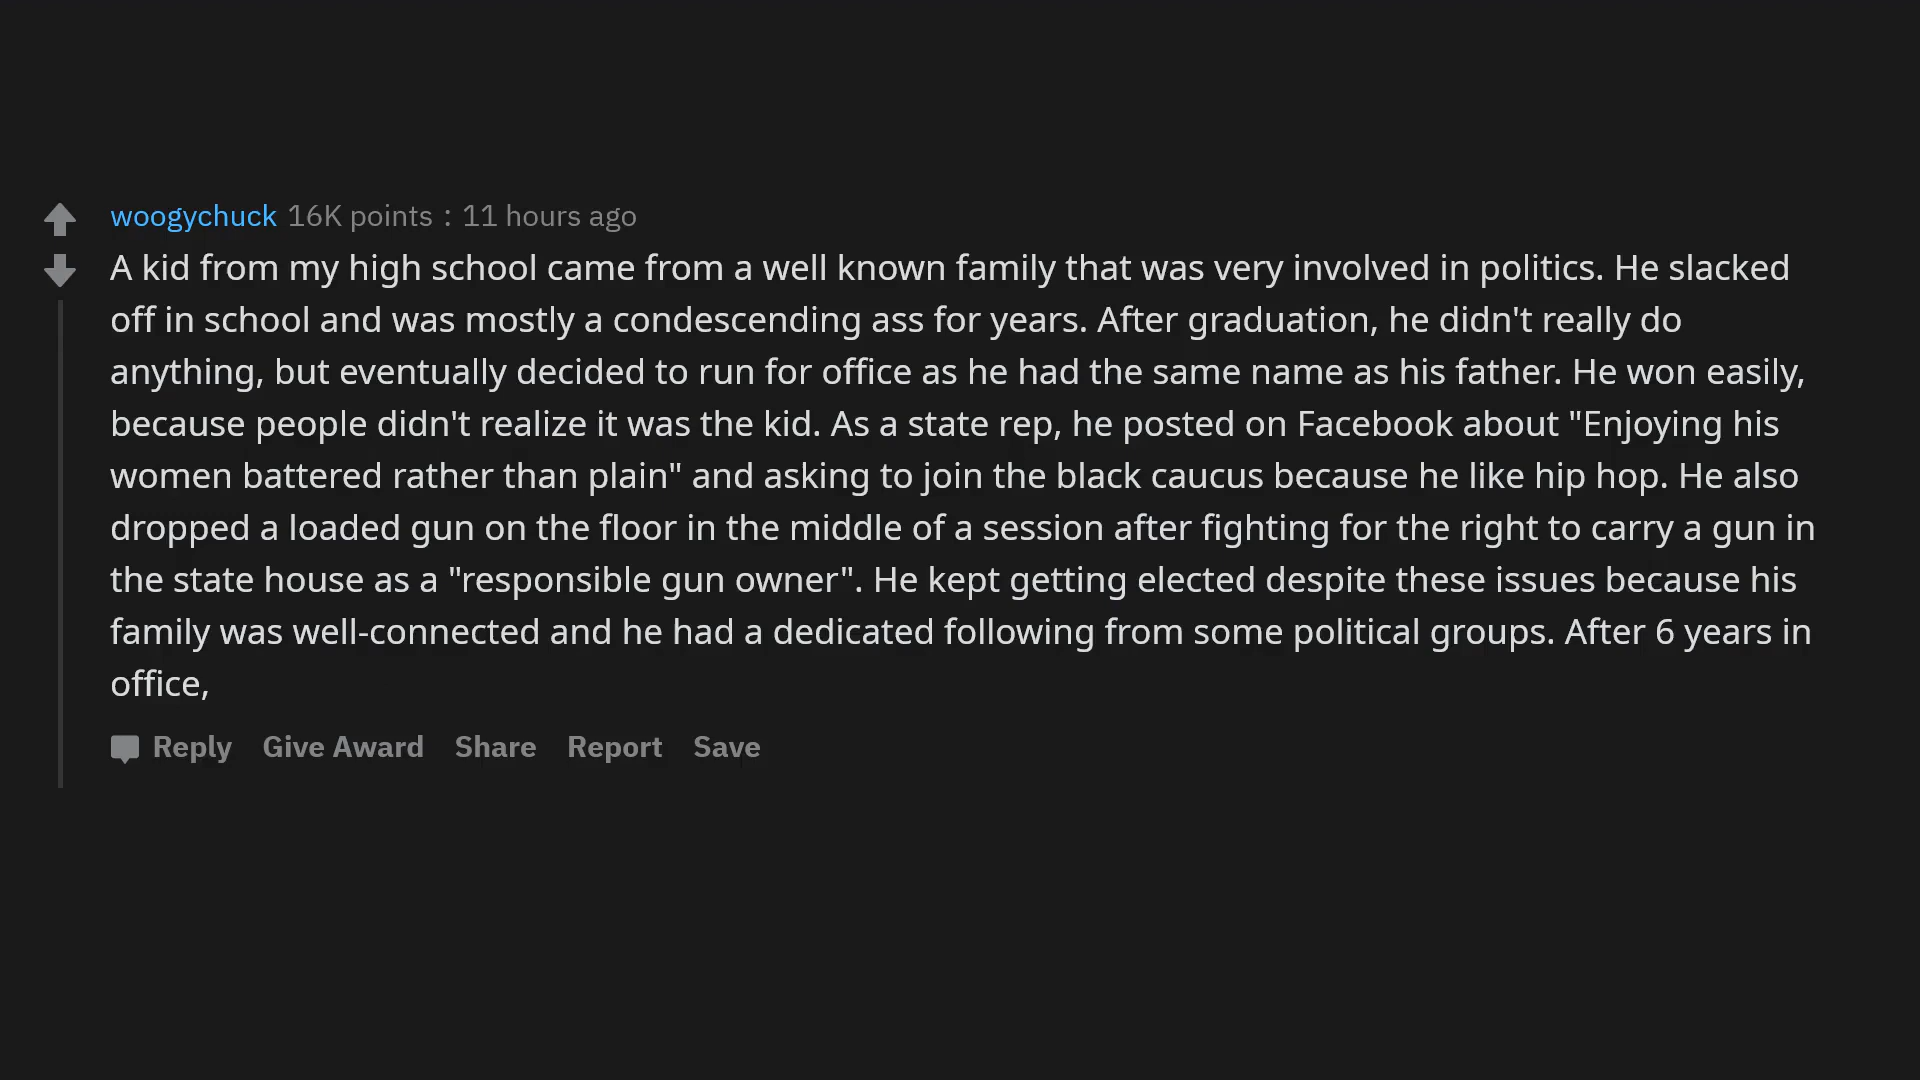 woogychuck 16K points : 11 hours ago
A kid from my high school came from a well known family that was very involved in politics. He slacked
off in school and was mostly a condescending ass for years. After graduation, he didn't really do
anything, but eventually decided to run for office as he had the same name as his father. He won easily,
because people didn't realize it was the kid. As a state rep, he posted on Facebook about "Enjoying his
women battered rather than plain" and asking to join the black caucus because he like hip hop. He also
dropped a loaded gun on the floor in the middle of a session after fighting for the right to carry a gun in
the state house as a "responsible gun owner". He kept getting elected despite these issues because his
family was well-connected and he had a dedicated following from some political groups. After 6 years in
office,
Reply Give Award Share Report Save